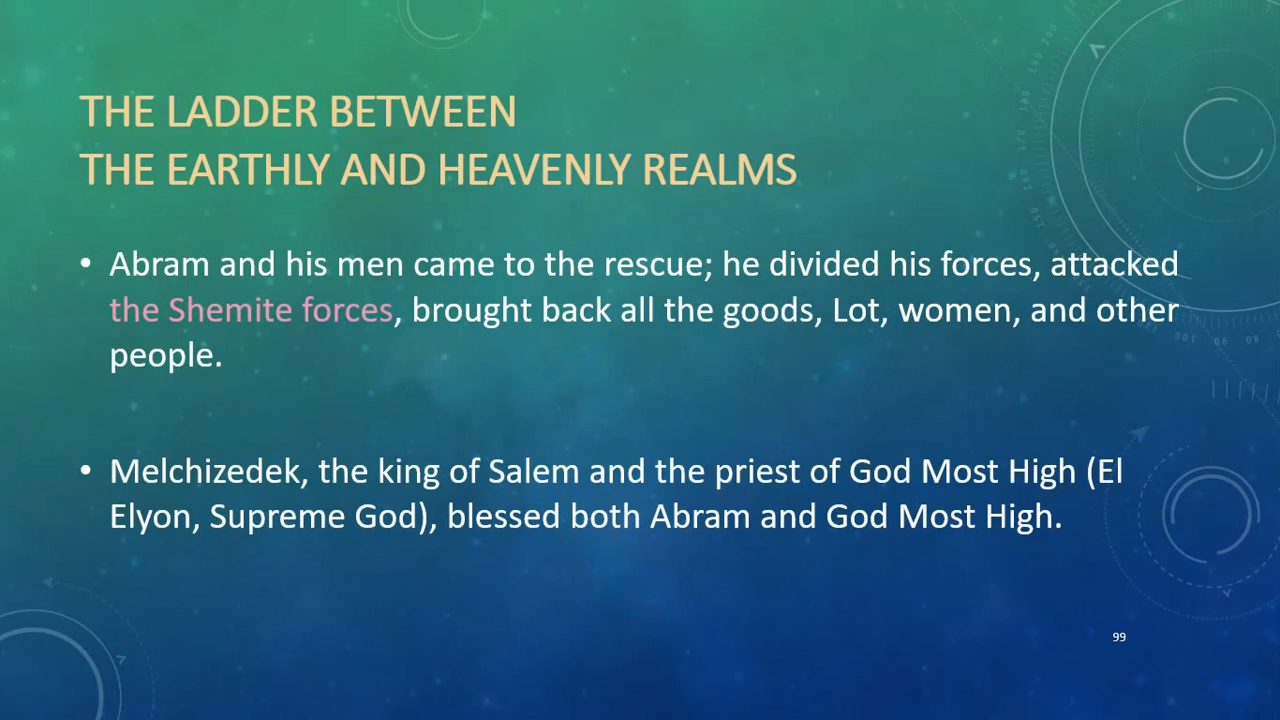 THE LADDER BETWEEN
THE EARTHLY AND HEAVENLY REALMS
• Abram and his men came to the rescue; he divided his forces, attacked
the Shemite forces, brought back all the goods, Lot, women, and other
people.
• Melchizedek, the king of Salem and the priest of God Most High (El
Elyon, Supreme God), blessed both Abram and God Most High.
99